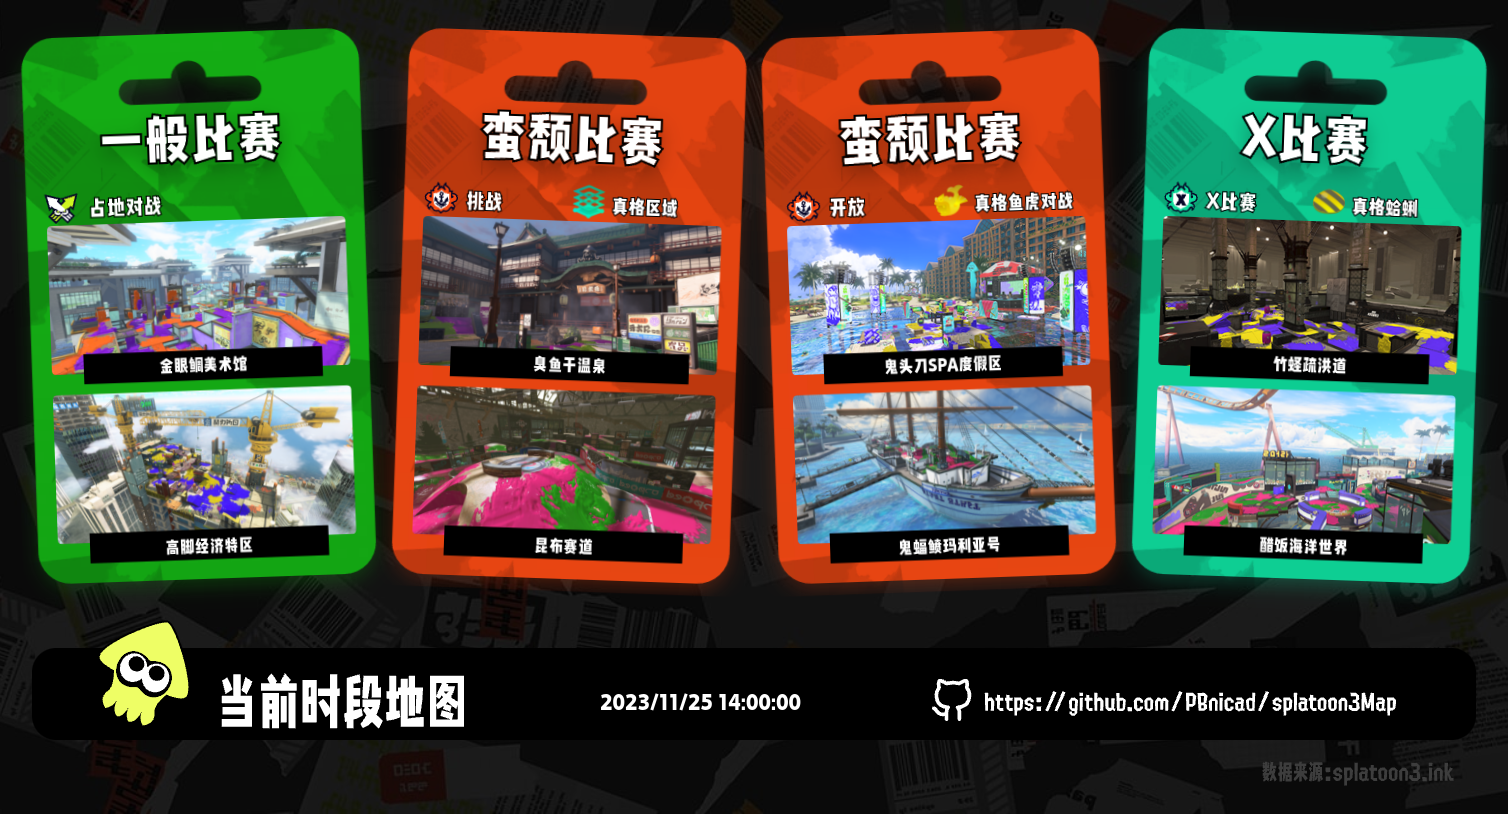 一般比赛
占地对战
金眼鲷美术馆
高脚经济特区
蛮颓比赛
挑战
真格区域
臭鱼干温泉
昆布赛道
蛮颓比赛
开放
真格鱼虎对战
鬼头刀SPA度假区
鬼蝠鲼玛利亚号
X比赛
X比赛
真格蛤蜊
竹蛏疏洪道
醋饭海洋世界
当前时段地图
2023/11/25 14:00:00
https://github.com/PBnicad/splatoon3Map
数据来源:splatoon3.ink